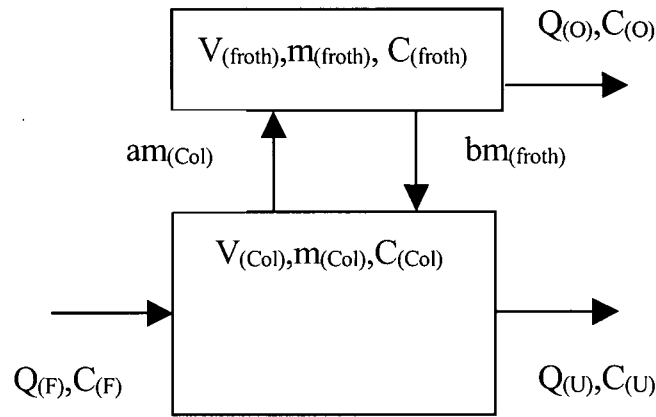 Q(O),C(O)
V(froth),m(froth), C(froth)
am(Col)
bm(froth)
V(Col),m(Col),C(Col)
Q(F),C(F)
Q(U),C(U)